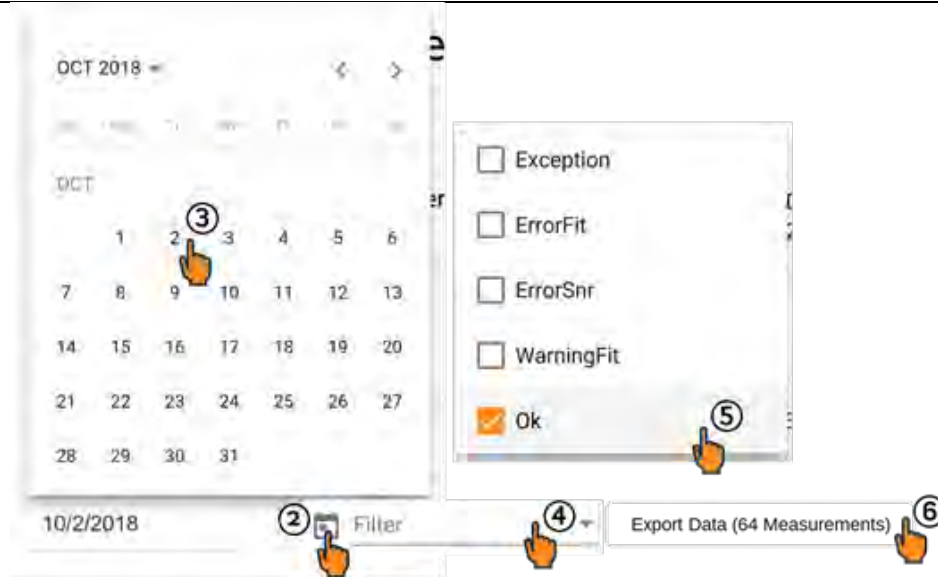 OCT 2018
OCT
③
1 2 3 4 5 6
7 8 9 10 11 12 13
14 15 16 17 18 19 20
21 22 23 24 25 26 27
28 29 30 31
Exception
ErrorFit
ErrorSnr
WarningFit
Ok ⑤
10/2/2018 ② Filter ④ Export Data (64 Measurements) ⑥